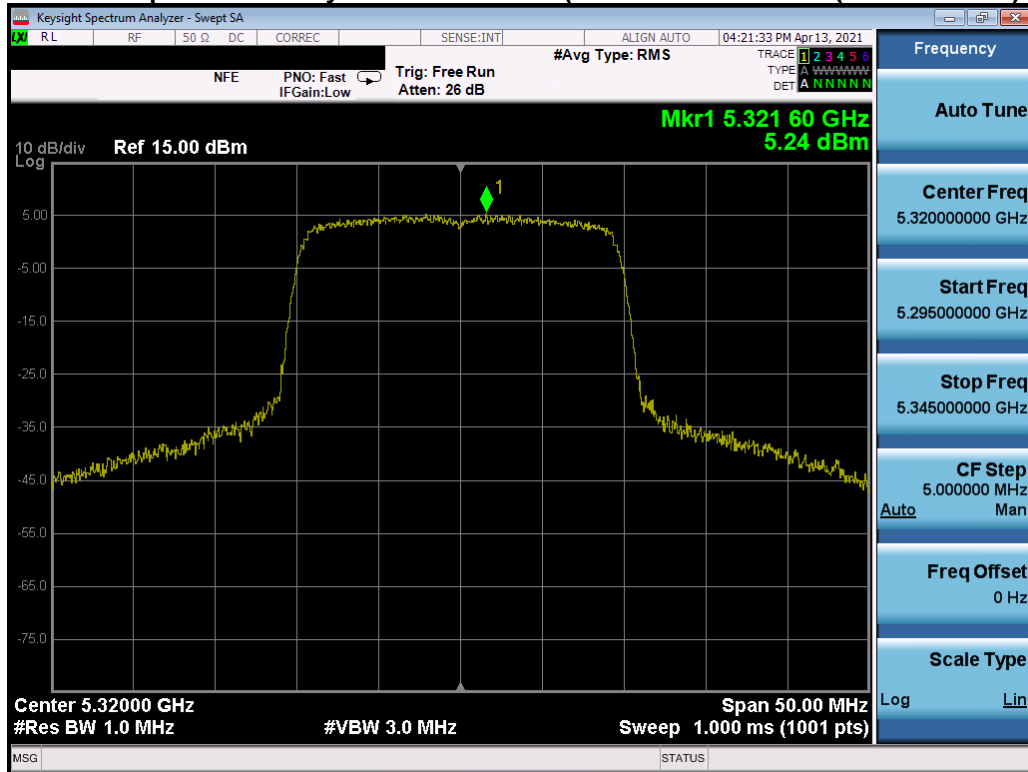 Keysight Spectrum Analyzer - Swept SA
LXI RL RF 50 Ω DC CORREC SENSE:INT ALIGN AUTO 04:21:33 PM Apr 13, 2021
#Avg Type: RMS TRACE 1 2 3 4 5 6
NFE PNO: Fast Trig: Free Run TYPE A WWWWW
IFGain:Low Atten: 26 dB DET A N N N N N
Mkr1 5.321 60 GHz
10 dB/div Ref 15.00 dBm 5.24 dBm
Log
1
5.00
-5.00
-15.0
-25.0
-35.0
-45.0
-55.0
-65.0
-75.0
Center 5.32000 GHz Span 50.00 MHz
#Res BW 1.0 MHz #VBW 3.0 MHz Sweep 1.000 ms (1001 pts)
MSG STATUS
Frequency
Auto Tune
Center Freq
5.320000000 GHz
Start Freq
5.295000000 GHz
Stop Freq
5.345000000 GHz
CF Step
5.000000 MHz
Auto Man
Freq Offset
0 Hz
Scale Type
Log Lin